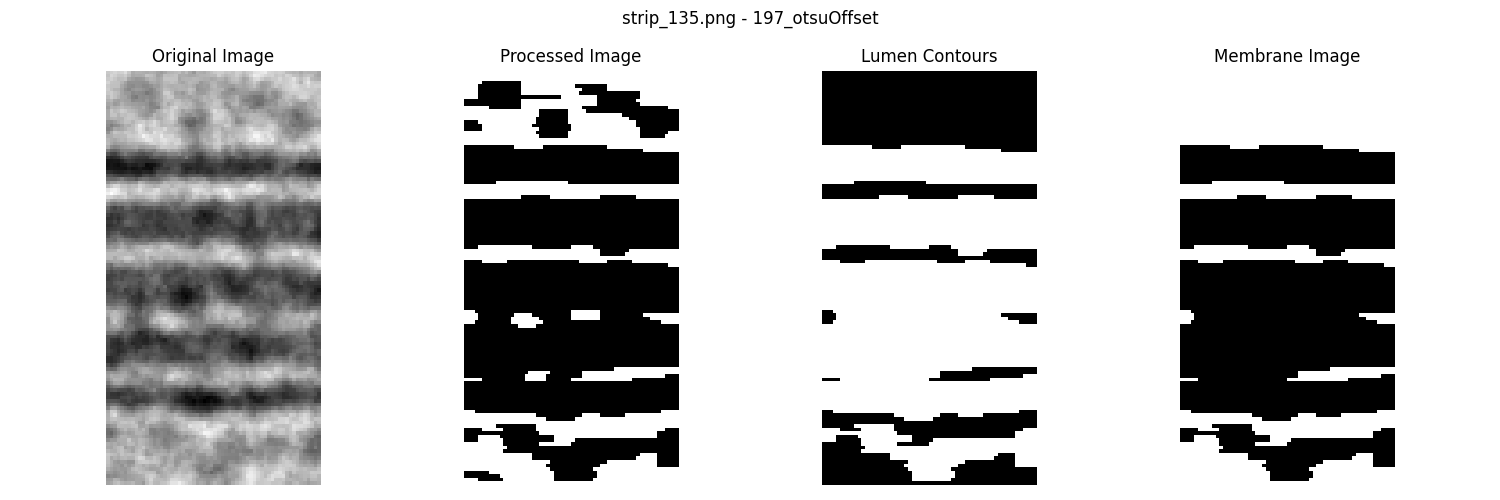 strip_135.png - 197_otsuOffset
Original Image
Processed Image
Lumen Contours
Membrane Image